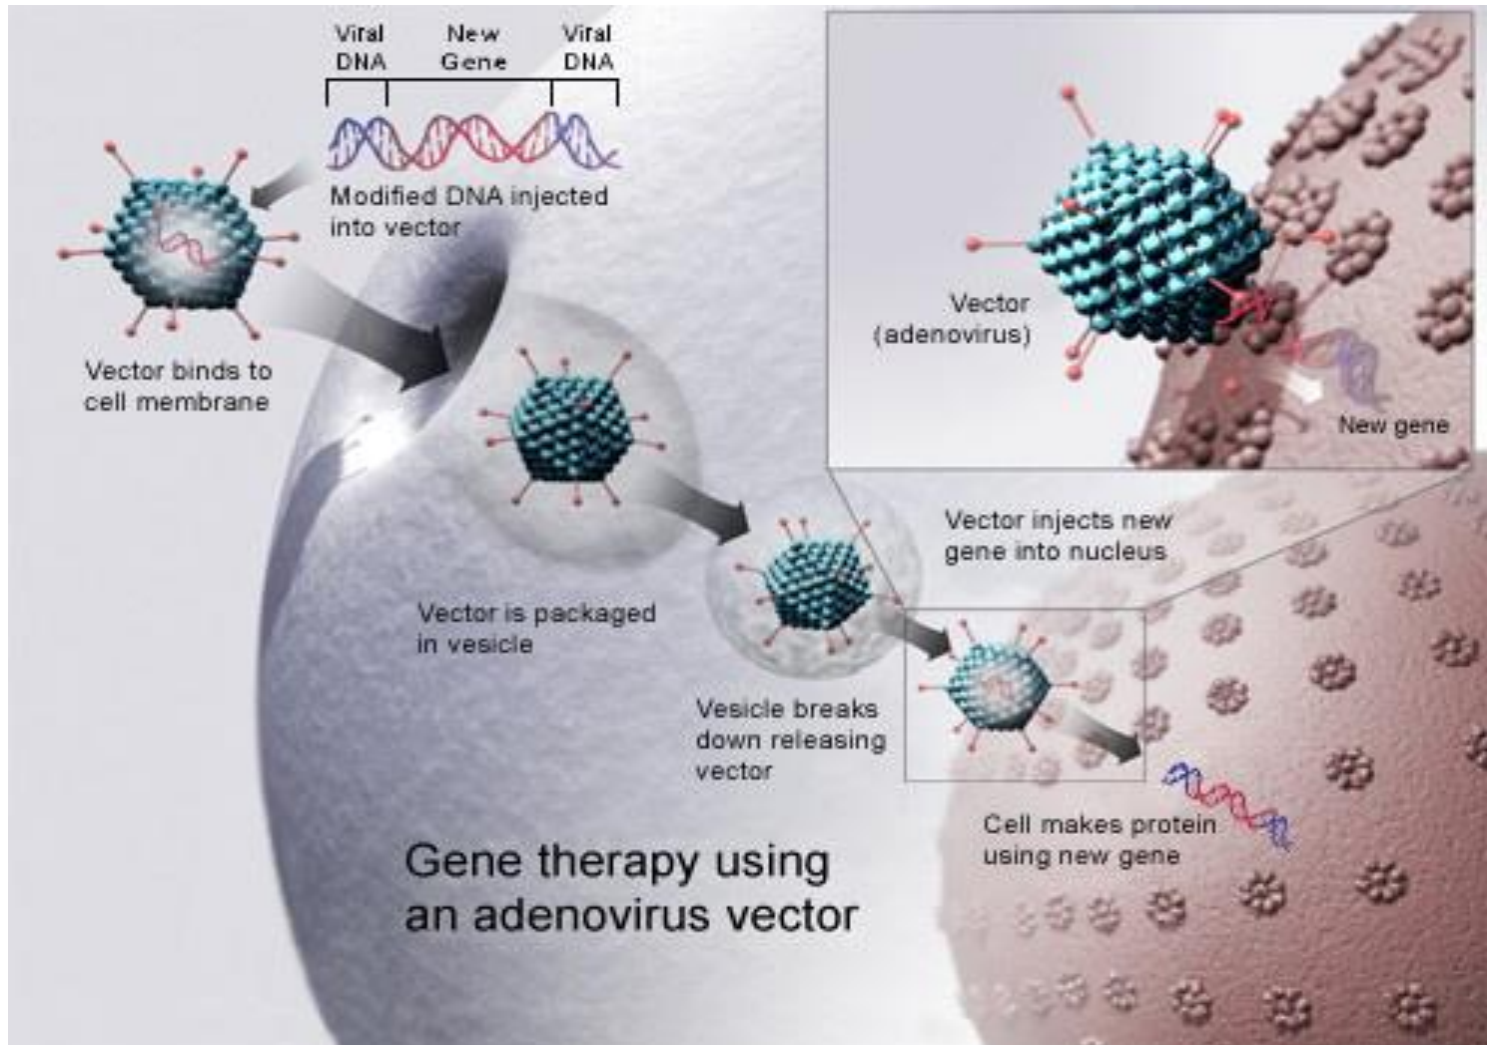 Viral
DNA
New
Gene
Viral
DNA
Modified DNA injected
into vector
Vector binds to
cell membrane
Vector
(adenovirus)
New gene
Vector injects new
gene into nucleus
Vector is packaged
in vesicle
Vesicle breaks
down releasing
vector
Cell makes protein
using new gene
Gene therapy using
an adenovirus vector